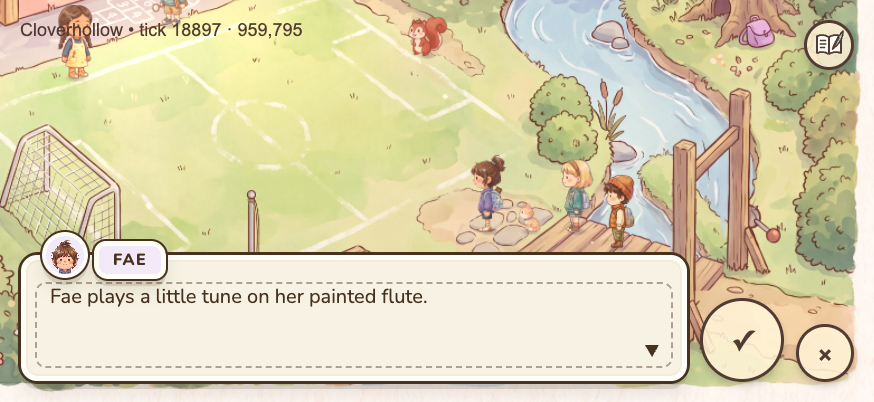 Cloverhollow • tick 18897 · 959,795
FAE
Fae plays a little tune on her painted flute.